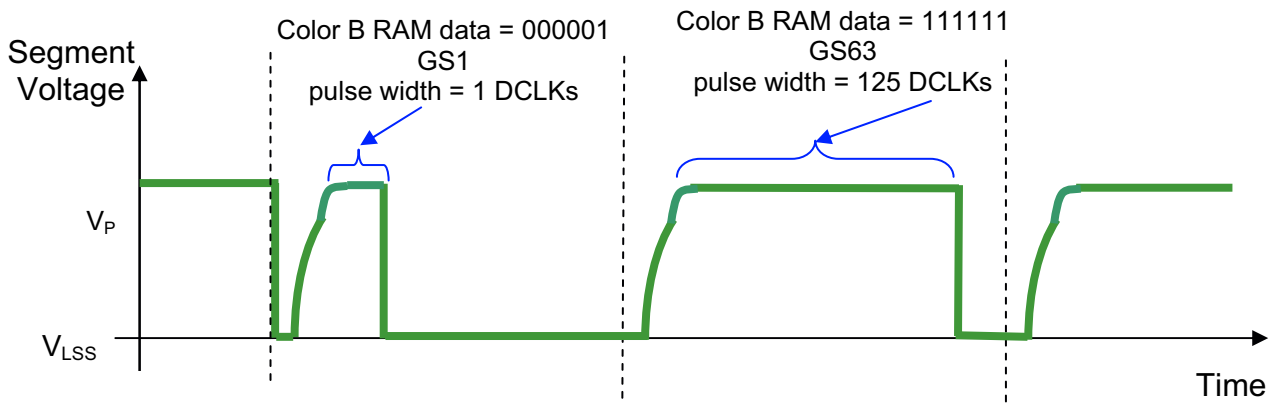 Color B RAM data = 000001
GS1
pulse width = 1 DCLKs
Color B RAM data = 111111
GS63
pulse width = 125 DCLKs
Segment
Voltage
VP
VLSS
Time